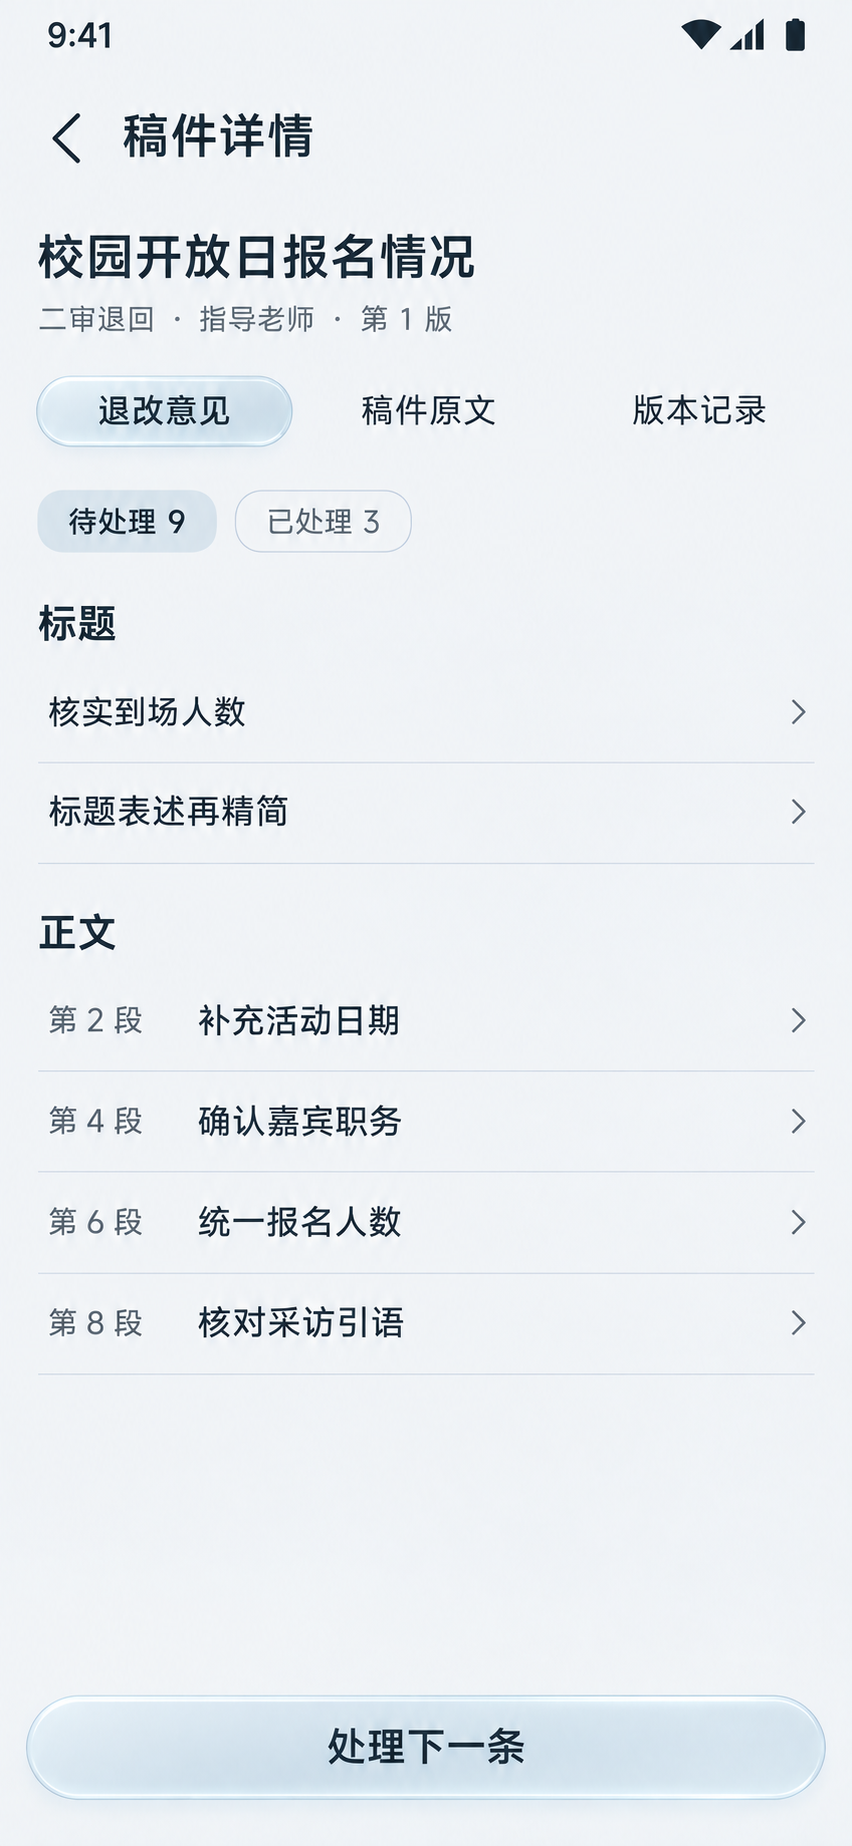 9:41
稿件详情
校园开放日报名情况
二审退回 · 指导老师 · 第 1 版
退改意见 稿件原文 版本记录
待处理 9 已处理 3
标题
核实到场人数
标题表述再精简
正文
第 2 段 补充活动日期
第 4 段 确认嘉宾职务
第 6 段 统一报名人数
第 8 段 核对采访引语
处理下一条